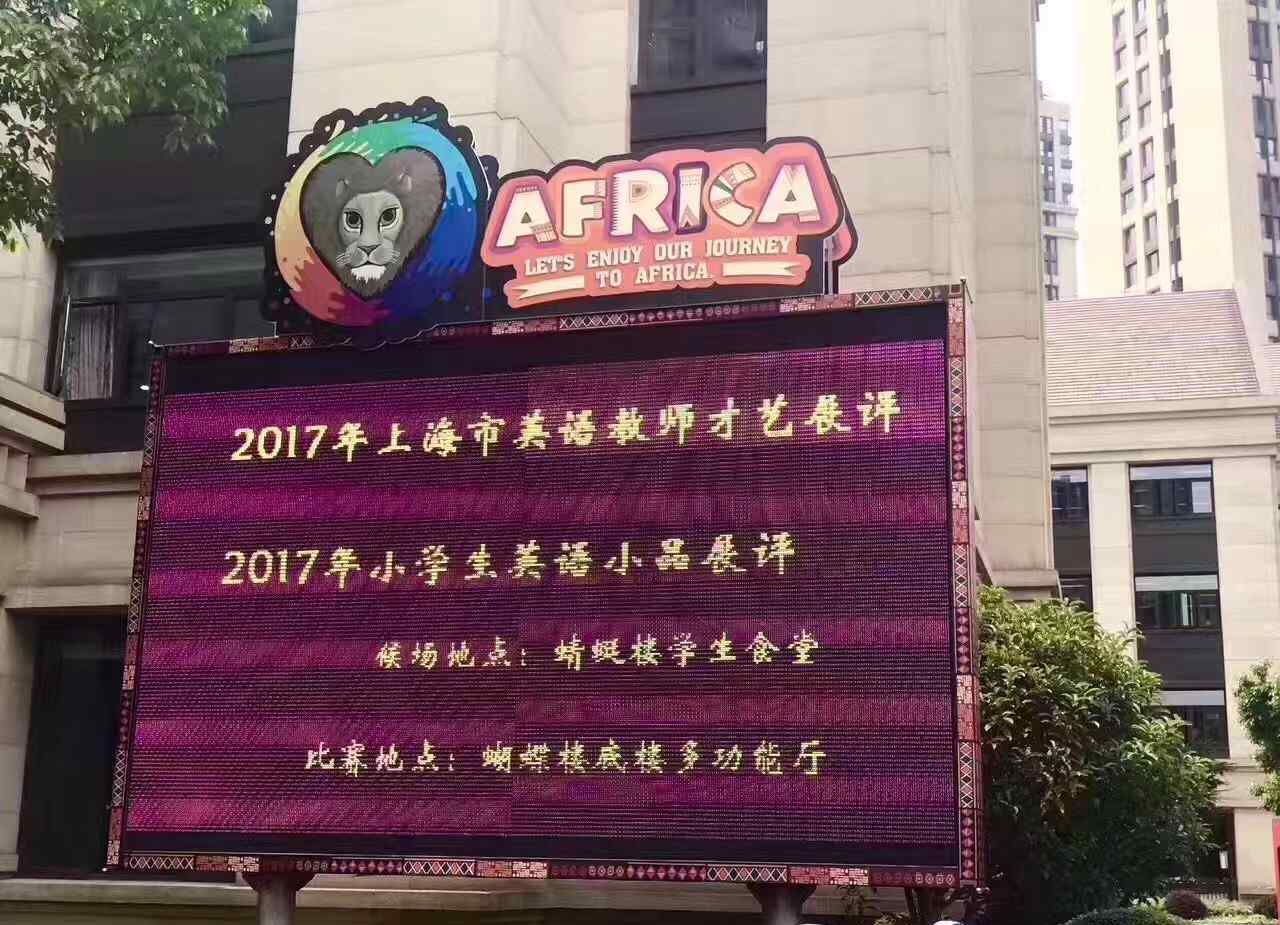 AFRICA
LET'S ENJOY OUR JOURNEY
TO AFRICA.
2017年上海市英语教师才艺展评
2017年小学生英语小品展评
候场地点：蜻蜓楼学生食堂
比赛地点：蝴蝶楼底楼多功能厅